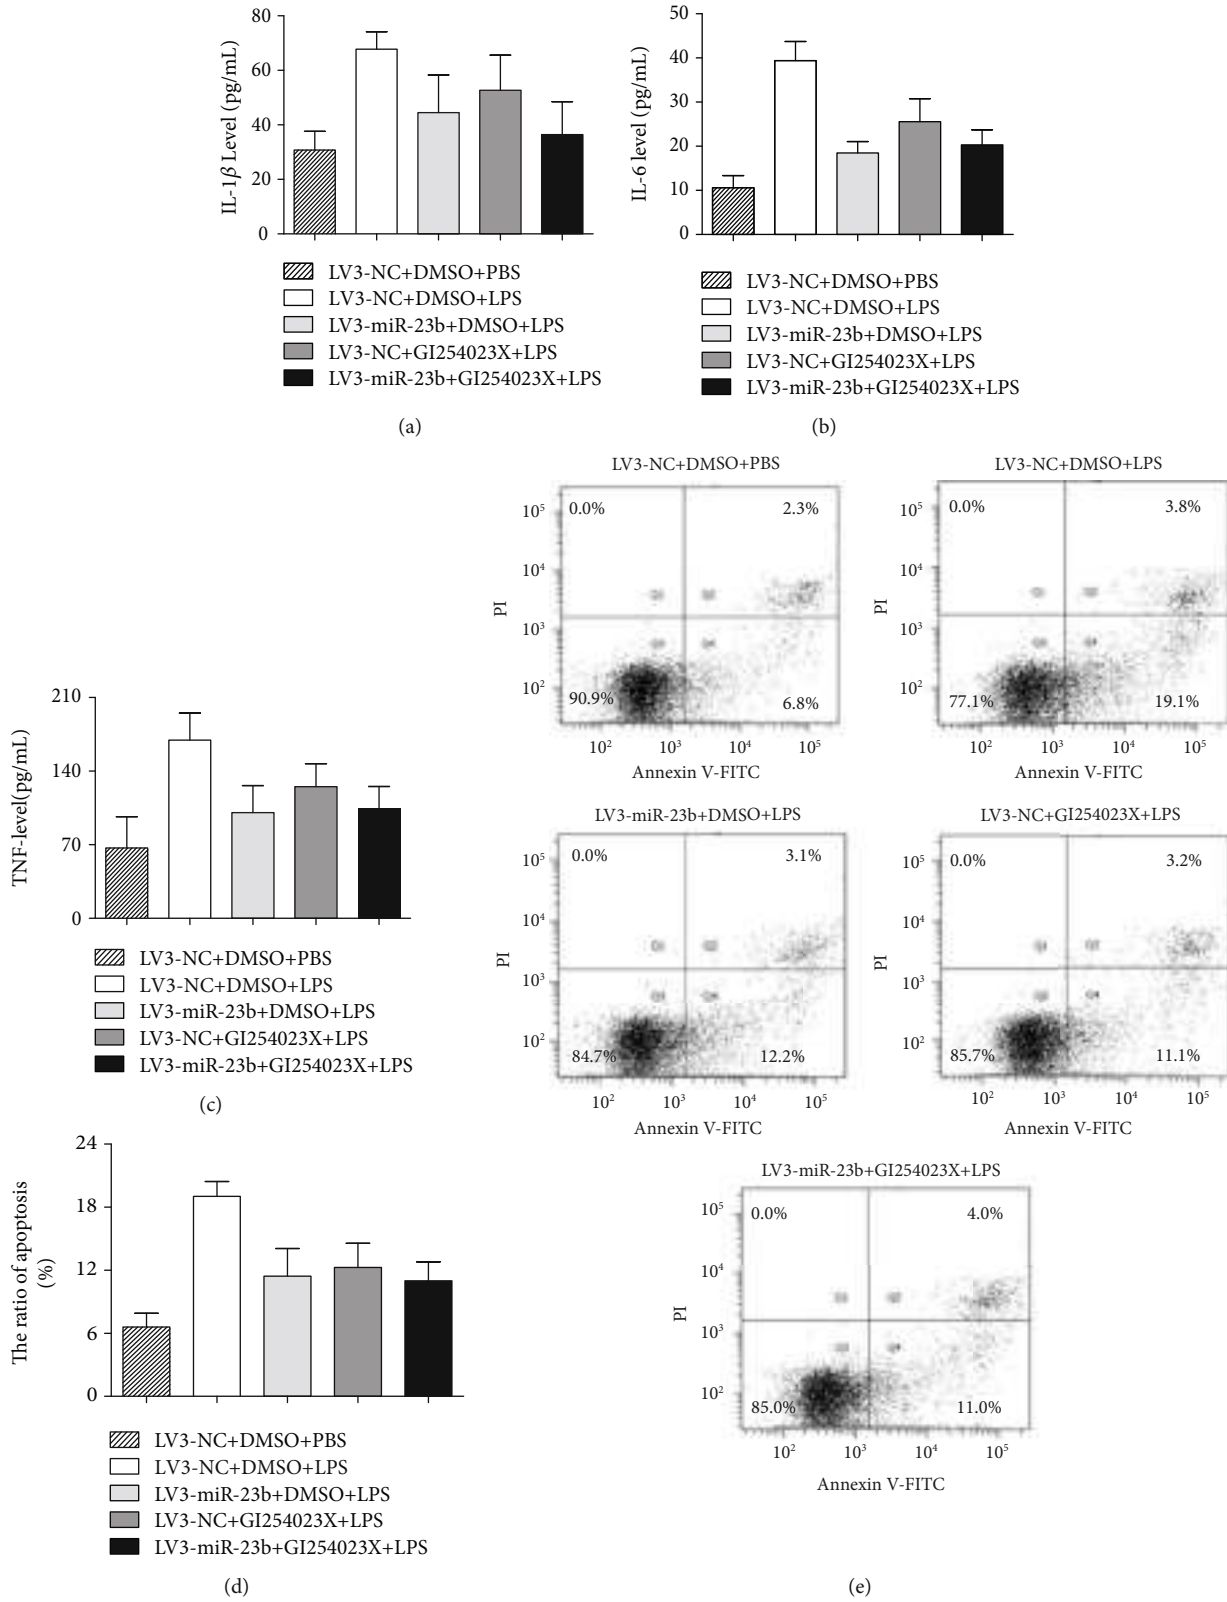 80
60
40
20
0
IL-1β Level (pg/mL)
LV3-NC+DMSO+PBS
LV3-NC+DMSO+LPS
LV3-miR-23b+DMSO+LPS
LV3-NC+GI254023X+LPS
LV3-miR-23b+GI254023X+LPS
(a)
50
40
30
20
10
0
IL-6 level (pg/mL)
LV3-NC+DMSO+PBS
LV3-NC+DMSO+LPS
LV3-miR-23b+DMSO+LPS
LV3-NC+GI254023X+LPS
LV3-miR-23b+GI254023X+LPS
(b)
210
140
70
0
TNF-level(pg/mL)
LV3-NC+DMSO+PBS
LV3-NC+DMSO+LPS
LV3-miR-23b+DMSO+LPS
LV3-NC+GI254023X+LPS
LV3-miR-23b+GI254023X+LPS
(c)
24
18
12
6
0
The ratio of apoptosis
(%)
LV3-NC+DMSO+PBS
LV3-NC+DMSO+LPS
LV3-miR-23b+DMSO+LPS
LV3-NC+GI254023X+LPS
LV3-miR-23b+GI254023X+LPS
(d)
LV3-NC+DMSO+PBS
0.0% 2.3%
90.9% 6.8%
10⁵
10⁴
10³
10²
PI
10² 10³ 10⁴ 10⁵
Annexin V-FITC
LV3-NC+DMSO+LPS
0.0% 3.8%
77.1% 19.1%
10⁵
10⁴
10³
10²
PI
10² 10³ 10⁴ 10⁵
Annexin V-FITC
LV3-miR-23b+DMSO+LPS
0.0% 3.1%
84.7% 12.2%
10⁵
10⁴
10³
10²
PI
10² 10³ 10⁴ 10⁵
Annexin V-FITC
LV3-NC+GI254023X+LPS
0.0% 3.2%
85.7% 11.1%
10⁵
10⁴
10³
10²
PI
10² 10³ 10⁴ 10⁵
Annexin V-FITC
LV3-miR-23b+GI254023X+LPS
0.0% 4.0%
85.0% 11.0%
10⁵
10⁴
10³
10²
PI
10² 10³ 10⁴ 10⁵
Annexin V-FITC
(e)